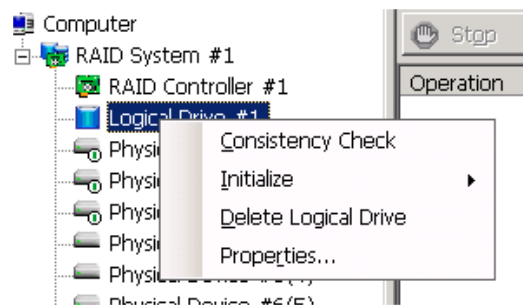 Computer
RAID System #1
RAID Controller #1
Logical Drive #1
Stop
Operation
Consistency Check
Initialize
Delete Logical Drive
Properties...